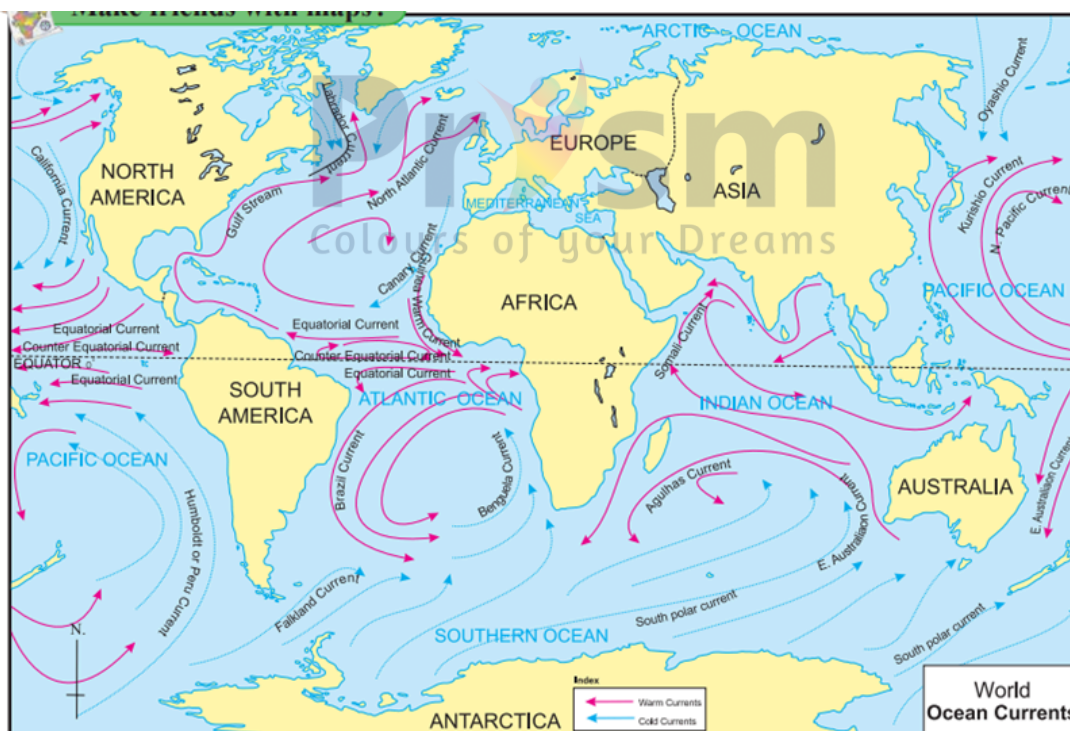 Make friends with maps!
ARCTIC OCEAN
Prism
Colours of your Dreams
NORTH
AMERICA
EUROPE
ASIA
MEDITERRANEAN
SEA
AFRICA
SOUTH
AMERICA
AUSTRALIA
ANTARCTICA
Labrador Current
Oyashio Current
California Current
Gulf Stream
North Atlantic Current
Kurishio Current
N. Pacific Current
Canary Current
Guinea Warm Current
PACIFIC OCEAN
Equatorial Current
Counter Equatorial Current
EQUATOR 0
Equatorial Current
Equatorial Current
Counter Equatorial Current
Equatorial Current
ATLANTIC OCEAN
Somali Current
INDIAN OCEAN
PACIFIC OCEAN
Humboldt or Peru Current
Brazil Current
Benguela Current
Agulhas Current
E. Australiaon Current
E. Australiaon Current
Falkland Current
South polar current
South polar current
SOUTHERN OCEAN
N.
Index
Warm Currents
Cold Currents
World
Ocean Currents